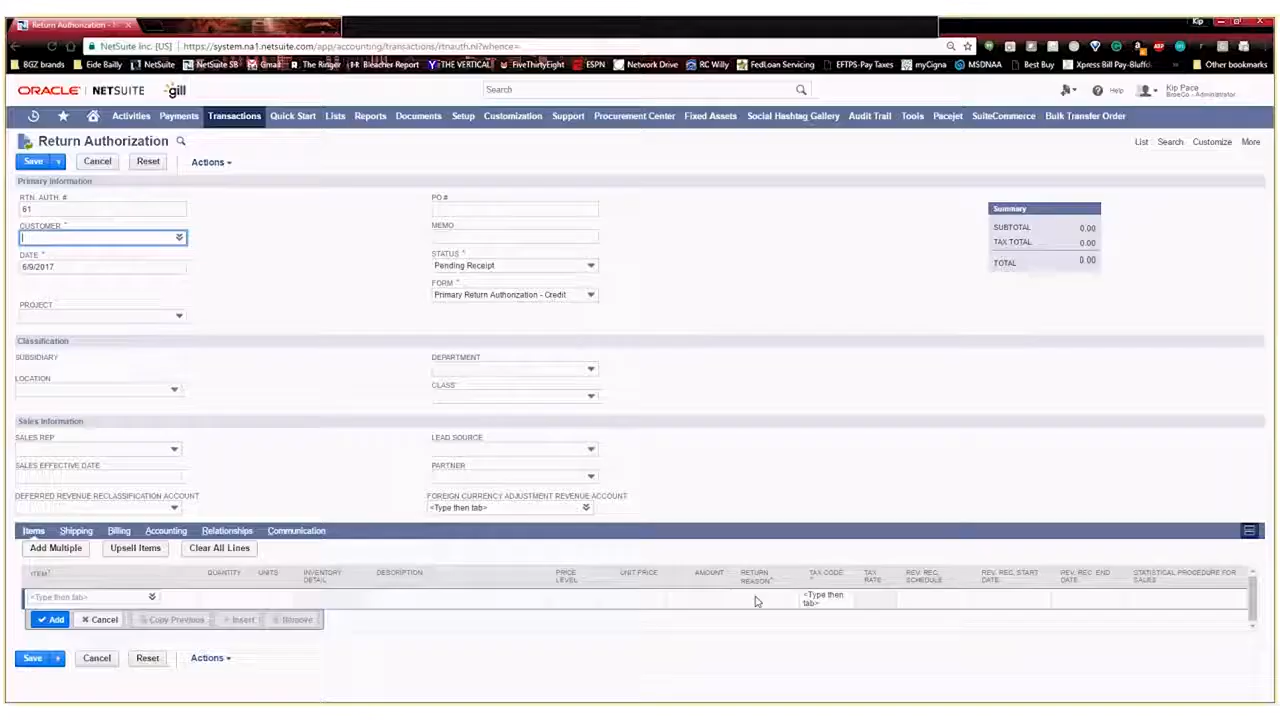 Return Authorization - N
Kip
NetSuite Inc. [US] | https://system.na1.netsuite.com/app/accounting/transactions/rtnauth.nl?whence=
BGZ brands Eide Bailly NetSuite NetSuite SB Gmail The Ringer Bleacher Report THE VERTICAL FiveThirtyEight ESPN Network Drive RC Willy FedLoan Servicing EFTPS-Pay Taxes myCigna MSDNAA Best Buy Xpress Bill Pay-Bluff Other bookmarks
ORACLE | NETSUITE gill Search Help Kip Pace
Administrator
Activities Payments Transactions Quick Start Lists Reports Documents Setup Customization Support Procurement Center Fixed Assets Social Hashtag Gallery Audit Trail Tools Pacejet SuiteCommerce Bulk Transfer Order
Return Authorization List Search Customize More
Save Cancel Reset Actions
Primary Information
RTN. AUTH. # PO #
61
CUSTOMER * MEMO
DATE * STATUS *
6/9/2017 Pending Receipt
FORM *
Primary Return Authorization - Credit
PROJECT
Summary
SUBTOTAL 0.00
TAX TOTAL 0.00
TOTAL 0.00
Classification
SUBSIDIARY DEPARTMENT
LOCATION CLASS
Sales Information
SALES REP LEAD SOURCE
SALES EFFECTIVE DATE PARTNER
DEFERRED REVENUE RECLASSIFICATION ACCOUNT FOREIGN CURRENCY ADJUSTMENT REVENUE ACCOUNT
<Type then tab>
Items Shipping Billing Accounting Relationships Communication
Add Multiple Upsell Items Clear All Lines
ITEM * QUANTITY UNITS INVENTORY DETAIL DESCRIPTION PRICE LEVEL UNIT PRICE AMOUNT RETURN REASON * TAX CODE * TAX RATE REV. REC. SCHEDULE REV. REC. START DATE REV. REC. END DATE STATISTICAL PROCEDURE FOR SALES
<Type then tab> <Type then tab>
Add Cancel Copy Previous Insert Remove
Save Cancel Reset Actions